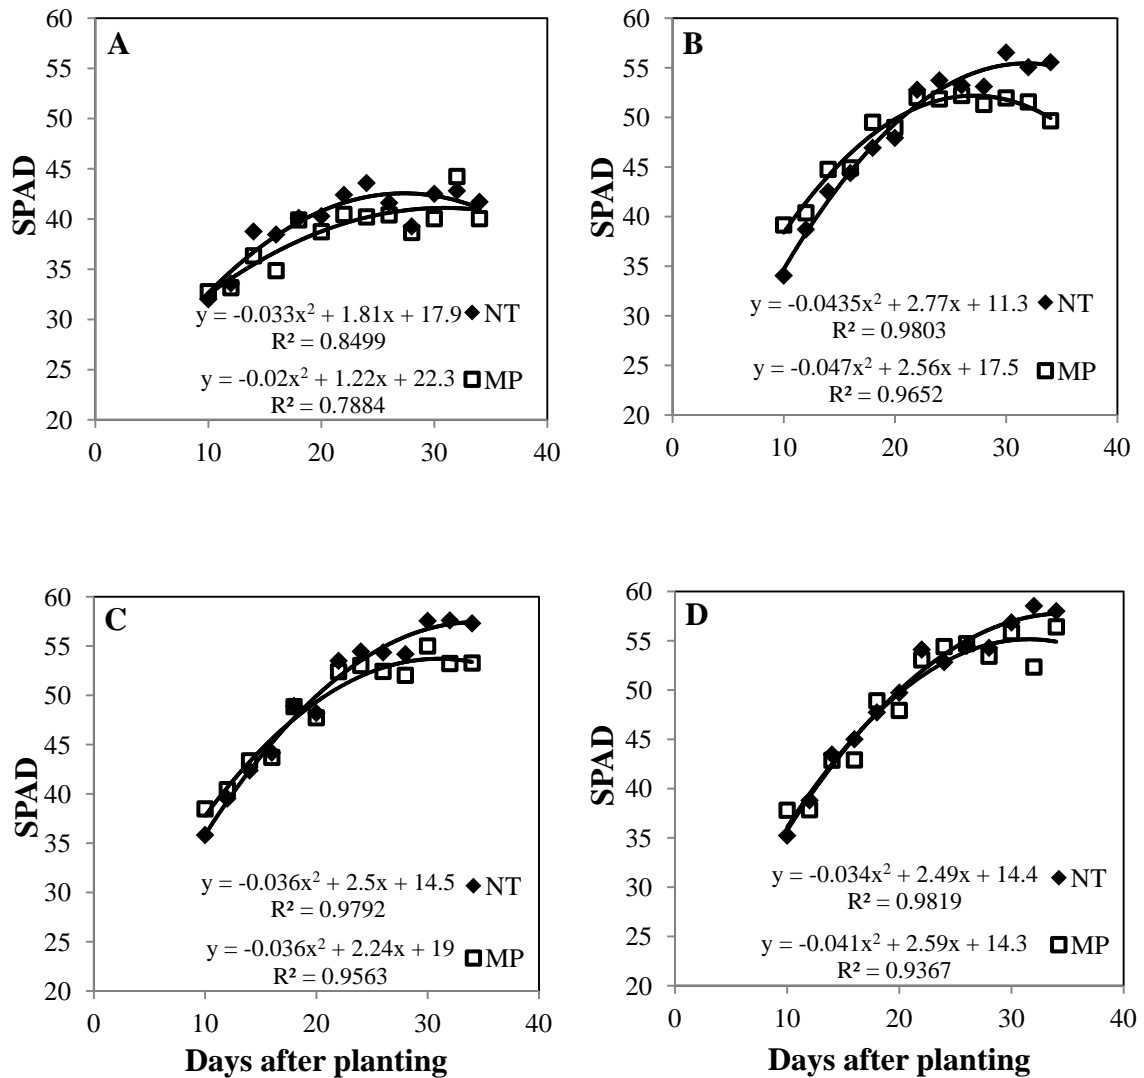 A
60
55
50
45
40
35
30
25
20
SPAD
y = -0.033x² + 1.81x + 17.9 NT
R² = 0.8499
y = -0.02x² + 1.22x + 22.3 MP
R² = 0.7884
0 10 20 30 40
B
60
55
50
45
40
35
30
25
20
SPAD
y = -0.0435x² + 2.77x + 11.3 NT
R² = 0.9803
y = -0.047x² + 2.56x + 17.5 MP
R² = 0.9652
0 10 20 30 40
C
60
55
50
45
40
35
30
25
20
SPAD
y = -0.036x² + 2.5x + 14.5 NT
R² = 0.9792
y = -0.036x² + 2.24x + 19 MP
R² = 0.9563
0 10 20 30 40
Days after planting
D
60
55
50
45
40
35
30
25
20
SPAD
y = -0.034x² + 2.49x + 14.4 NT
R² = 0.9819
y = -0.041x² + 2.59x + 14.3 MP
R² = 0.9367
0 10 20 30 40
Days after planting